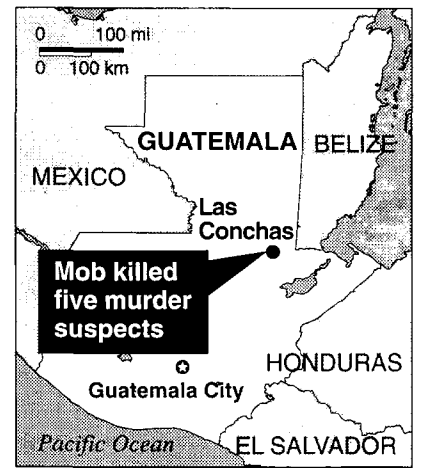 0 100 mi
0 100 km
GUATEMALA
BELIZE
MEXICO
Las
Conchas
Mob killed
five murder
suspects
HONDURAS
Guatemala City
Pacific Ocean
EL SALVADOR